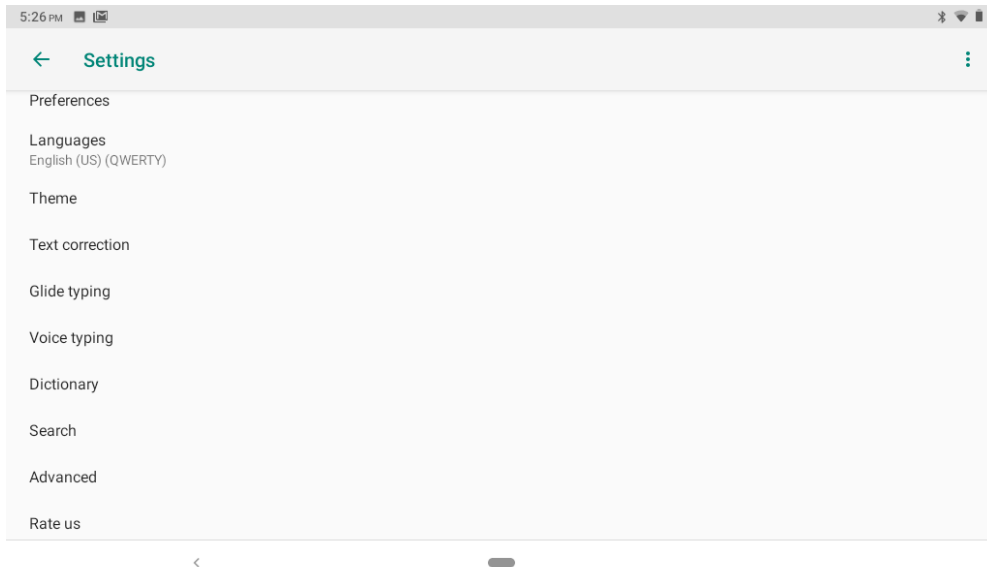 5:26 PM
Settings
Preferences
Languages
English (US) (QWERTY)
Theme
Text correction
Glide typing
Voice typing
Dictionary
Search
Advanced
Rate us